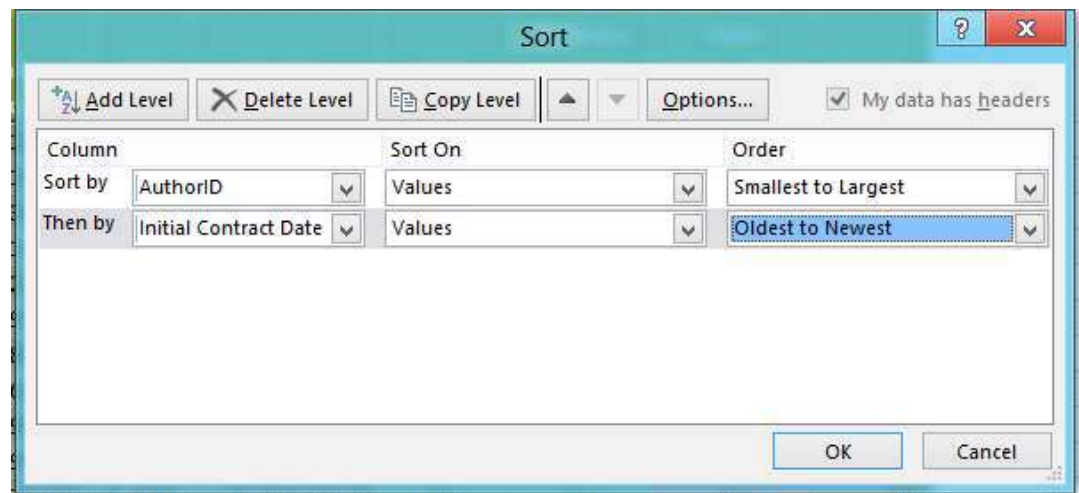 Sort
?
Add Level Delete Level Copy Level Options... My data has headers
Column Sort On Order
Sort by AuthorID Values Smallest to Largest
Then by Initial Contract Date Values Oldest to Newest
OK Cancel